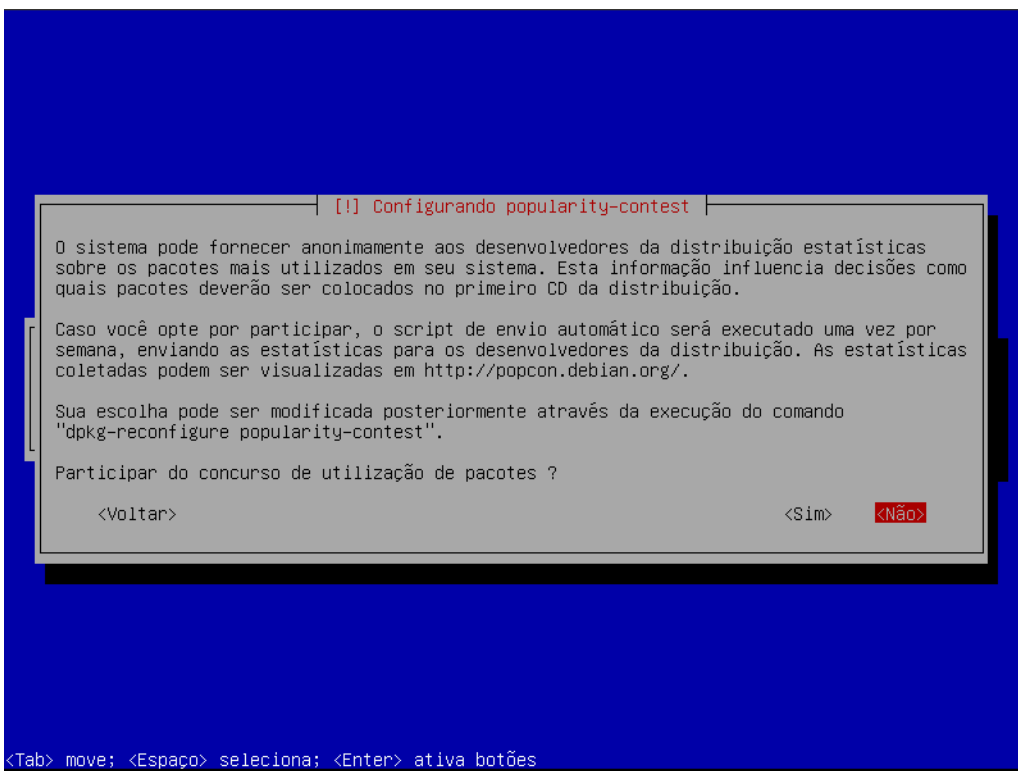 [!] Configurando popularity-contest
O sistema pode fornecer anonimamente aos desenvolvedores da distribuição estatísticas
sobre os pacotes mais utilizados em seu sistema. Esta informação influencia decisões como
quais pacotes deverão ser colocados no primeiro CD da distribuição.
Caso você opte por participar, o script de envio automático será executado uma vez por
semana, enviando as estatísticas para os desenvolvedores da distribuição. As estatísticas
coletadas podem ser visualizadas em http://popcon.debian.org/.
Sua escolha pode ser modificada posteriormente através da execução do comando
"dpkg-reconfigure popularity-contest".
Participar do concurso de utilização de pacotes ?
<Voltar> <Sim> <Não>
<Tab> move; <Espaço> seleciona; <Enter> ativa botões